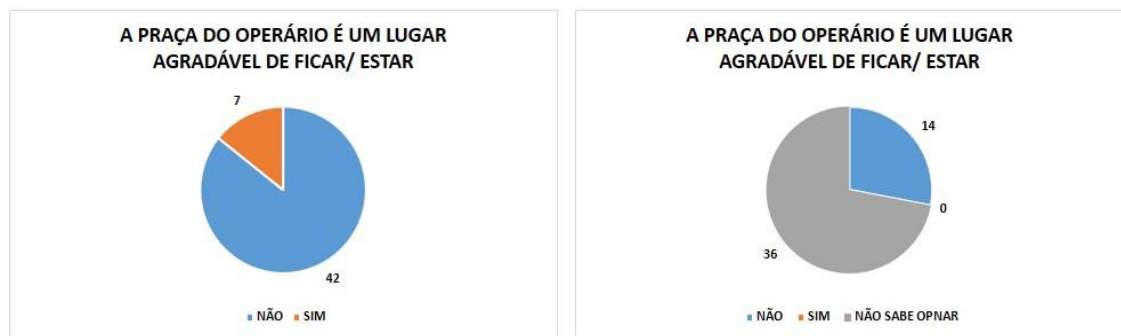 A PRAÇA DO OPERÁRIO É UM LUGAR
AGRADÁVEL DE FICAR/ ESTAR
7
42
NÃO SIM
A PRAÇA DO OPERÁRIO É UM LUGAR
AGRADÁVEL DE FICAR/ ESTAR
14
0
36
NÃO SIM NÃO SABE OPNAR